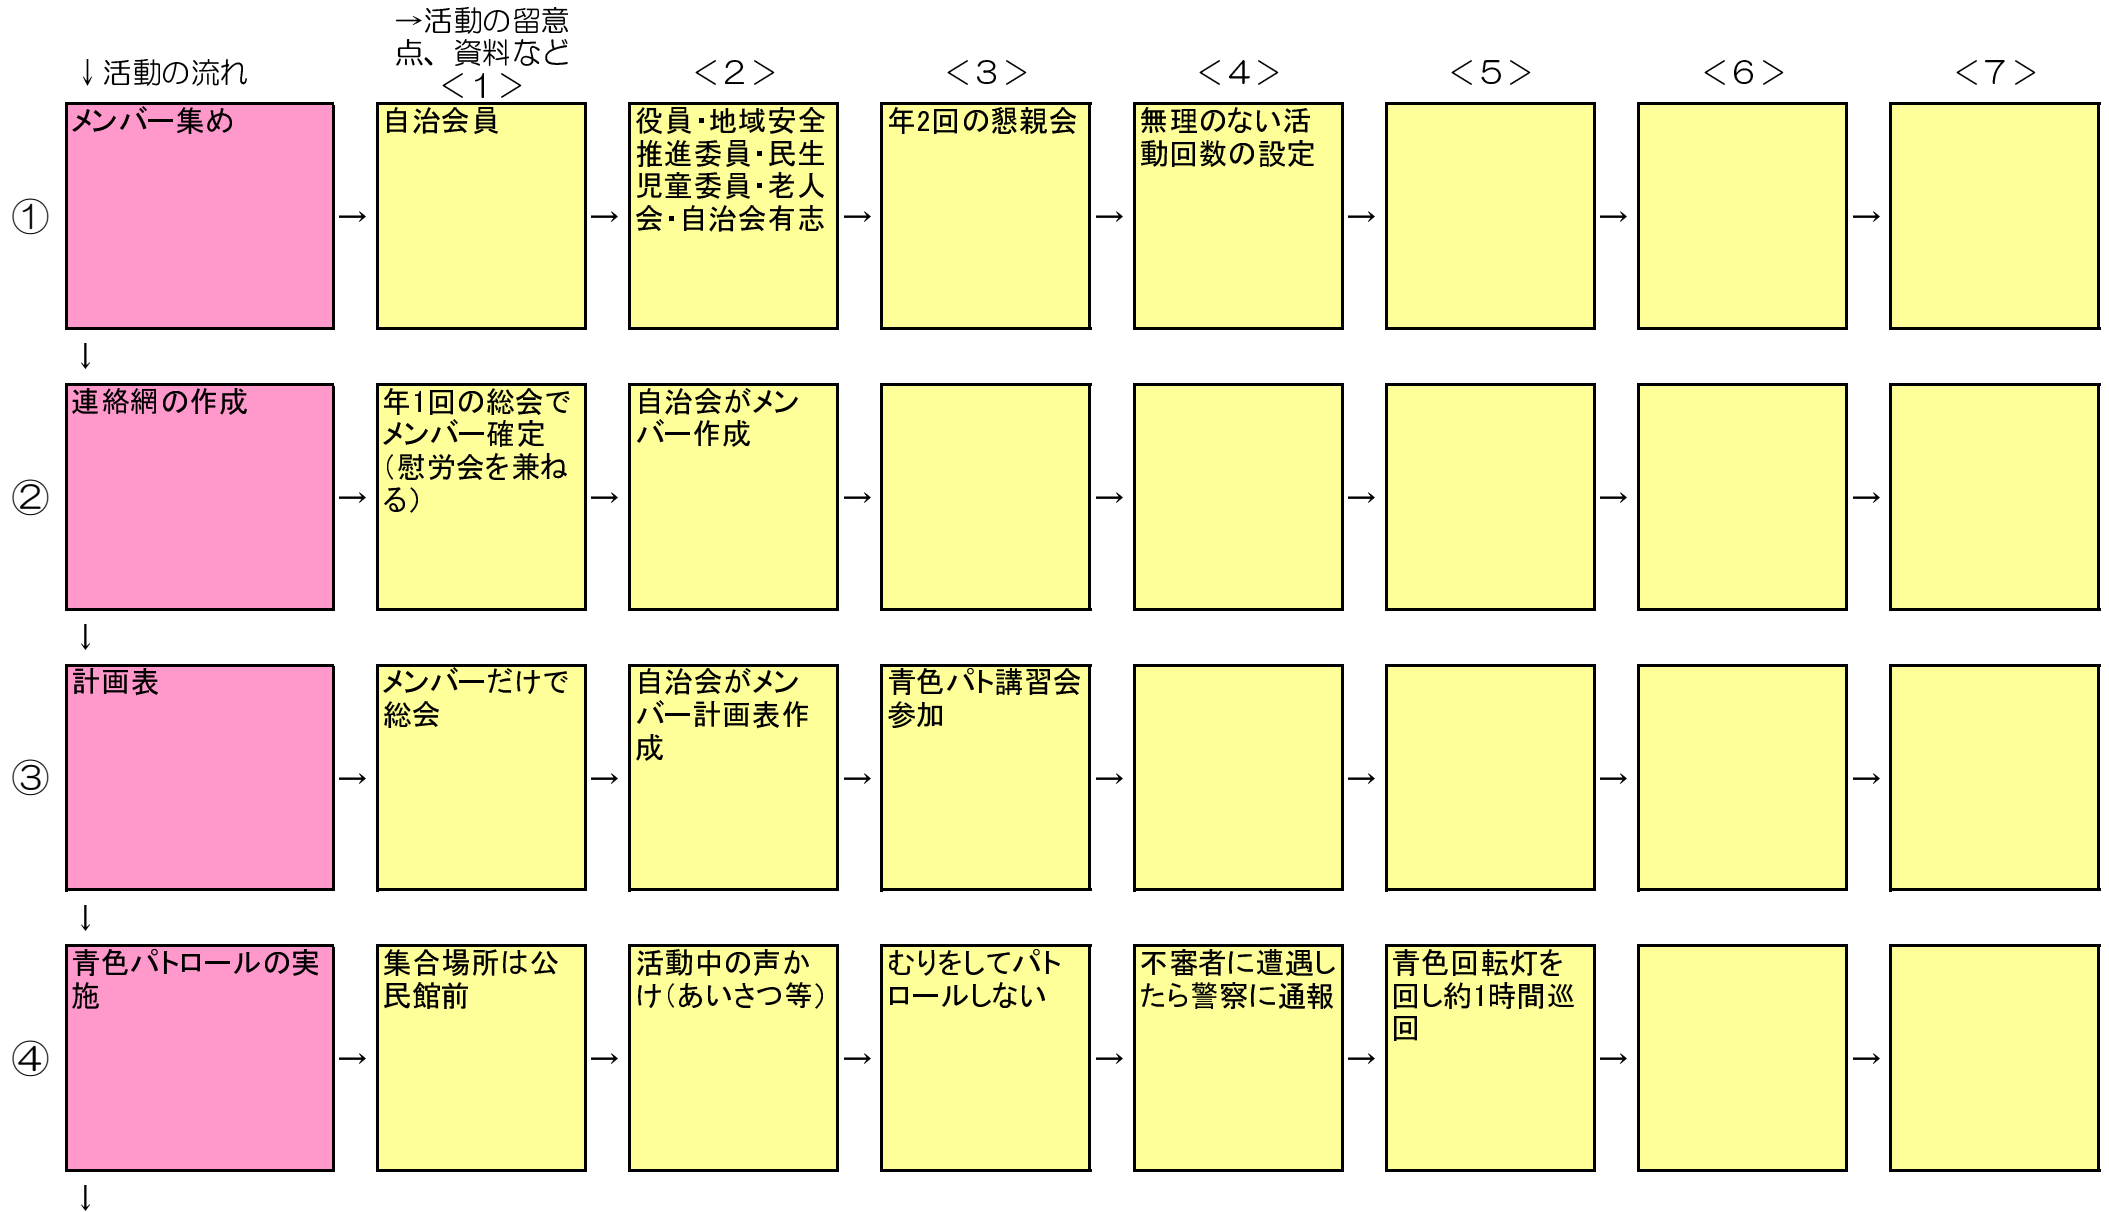 ↓活動の流れ
→活動の留意
点、資料など
＜1＞
＜2＞
＜3＞
＜4＞
＜5＞
＜6＞
＜7＞
①
メンバー集め
→
自治会員
→
役員・地域安全
推進委員・民生
児童委員・老人
会・自治会有志
→
年2回の懇親会
→
無理のない活
動回数の設定
→
→
→
↓
②
連絡網の作成
→
年1回の総会で
メンバー確定
（慰労会を兼ね
る）
→
自治会がメン
バー作成
→
→
→
→
→
↓
③
計画表
→
メンバーだけで
総会
→
自治会がメン
バー計画表作
成
→
青色パト講習会
参加
→
→
→
→
↓
④
青色パトロールの実
施
→
集合場所は公
民館前
→
活動中の声か
け（あいさつ等）
→
むりをしてパト
ロールしない
→
不審者に遭遇し
たら警察に通報
→
青色回転灯を
回し約1時間巡
回
→
→
↓